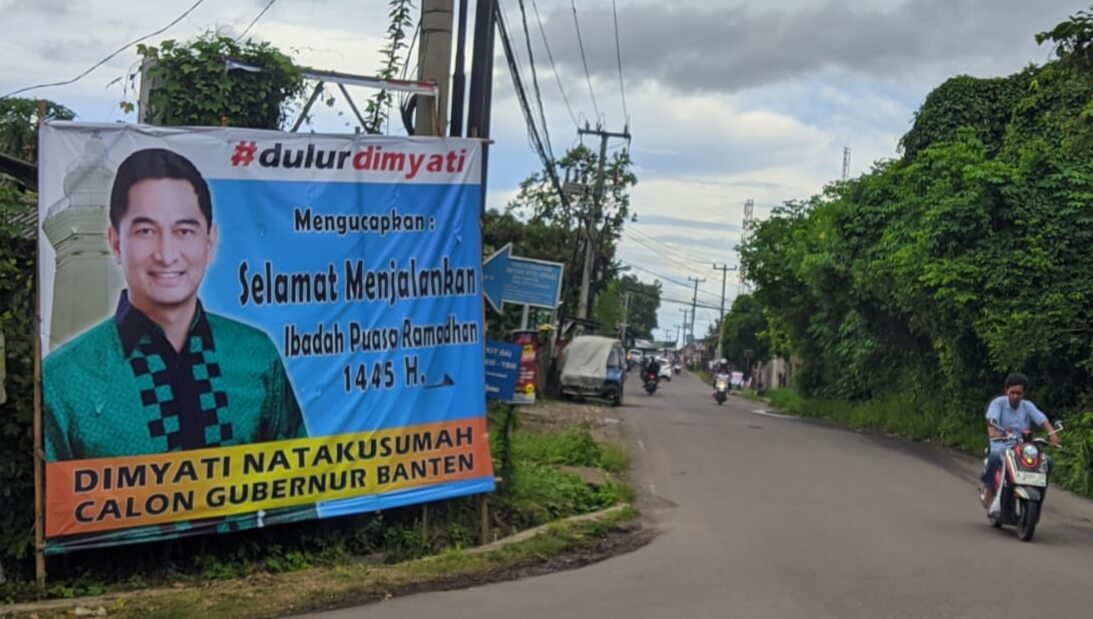 #dulurdimyati
Mengucapkan :
Selamat Menjalankan
Ibadah Puasa Ramadhan
1445 H.
DIMYATI NATAKUSUMAH
CALON GUBERNUR BANTEN